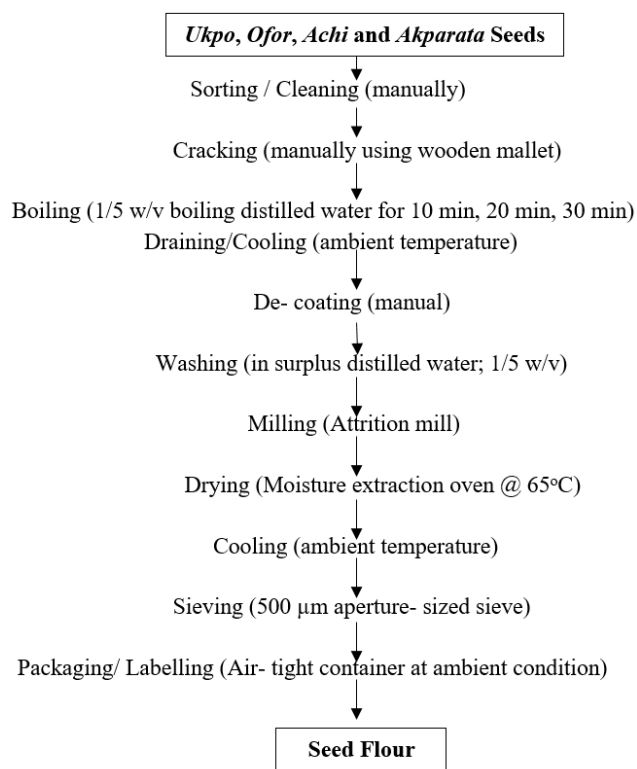 Ukpo, Ofor, Achi and Akparata Seeds
Sorting / Cleaning (manually)
Cracking (manually using wooden mallet)
Boiling (1/5 w/v boiling distilled water for 10 min, 20 min, 30 min)
Draining/Cooling (ambient temperature)
De- coating (manual)
Washing (in surplus distilled water; 1/5 w/v)
Milling (Attrition mill)
Drying (Moisture extraction oven @ 65°C)
Cooling (ambient temperature)
Sieving (500 µm aperture- sized sieve)
Packaging/ Labelling (Air- tight container at ambient condition)
Seed Flour